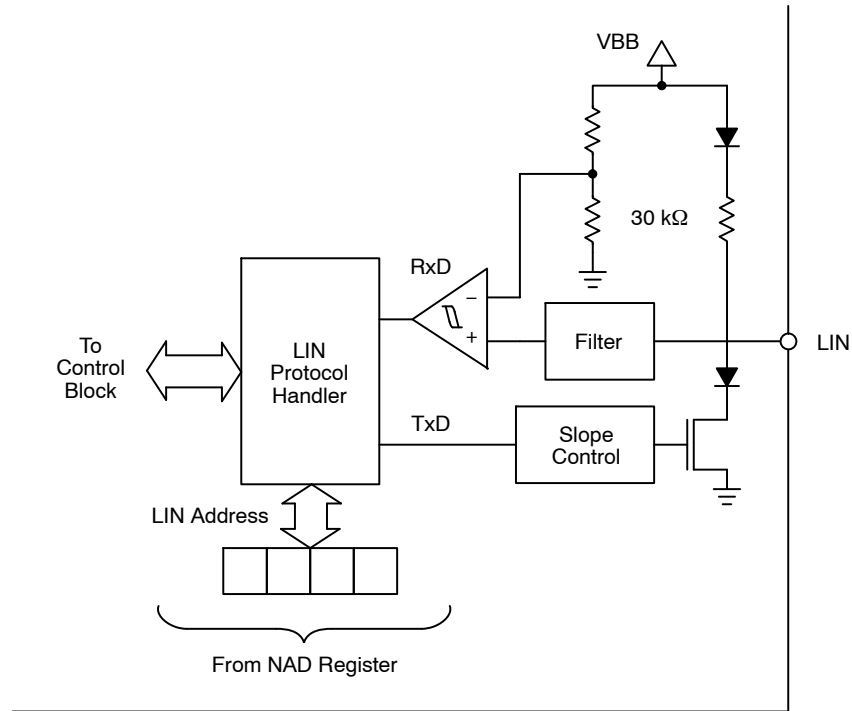 VBB
30 kΩ
RxD
−
+
Filter
LIN
To
Control
Block
LIN
Protocol
Handler
TxD
Slope
Control
LIN Address
From NAD Register